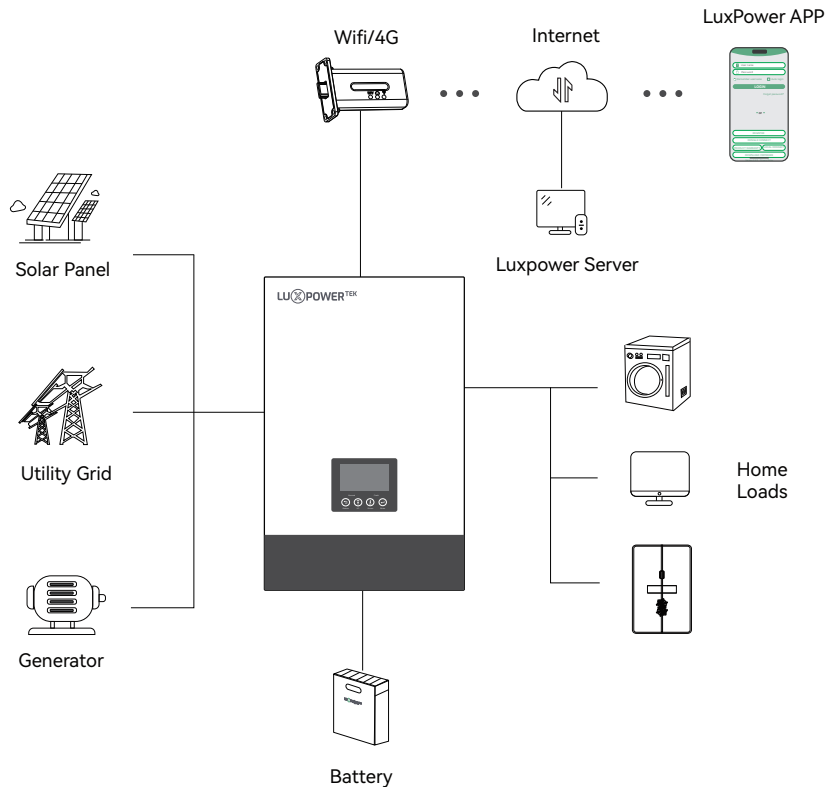 LuxPower APP
Wifi/4G
Internet
Solar Panel
Luxpower Server
LUXPOWERTEK
Utility Grid
Home
Loads
Generator
Battery